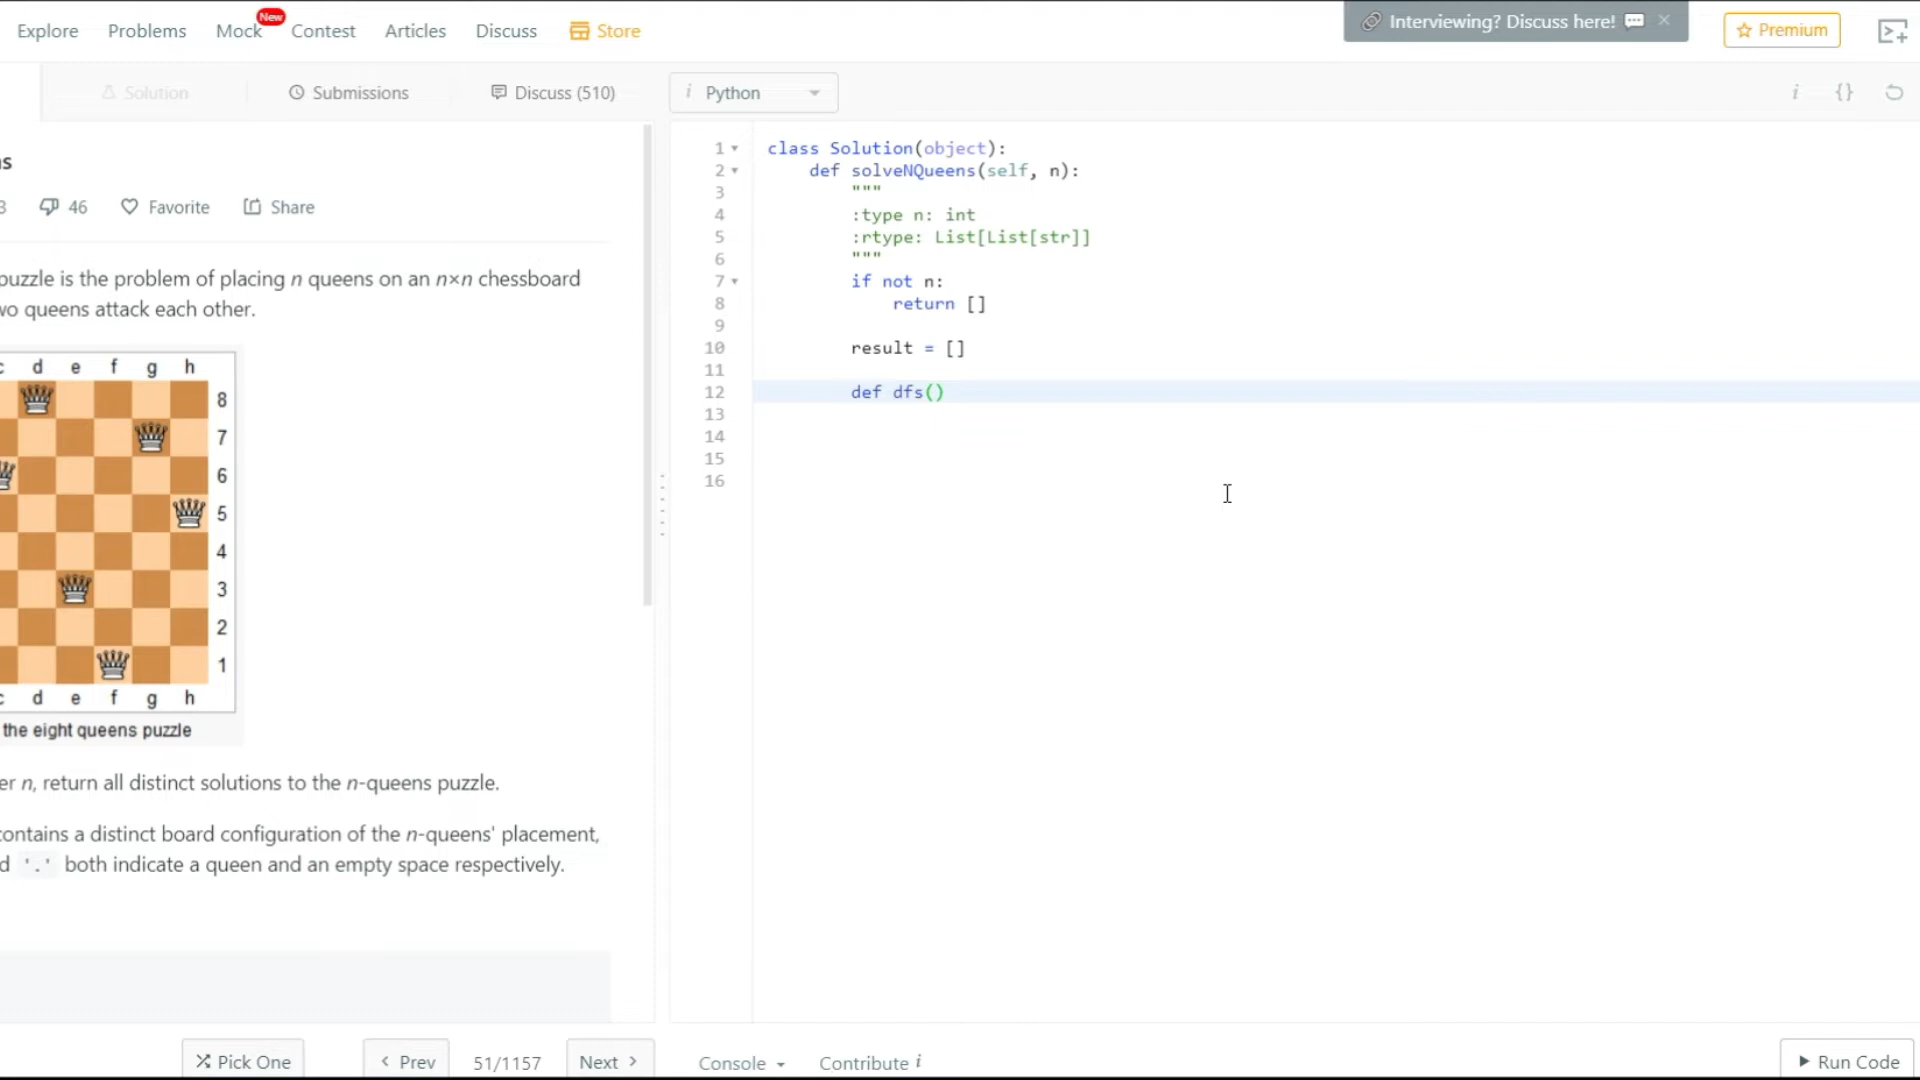 Explore Problems Mock New Contest Articles Discuss Store Interviewing? Discuss here! Premium
Solution Submissions Discuss (510) i Python i {}
s
3 46 Favorite Share
puzzle is the problem of placing n queens on an n×n chessboard
wo queens attack each other.
c d e f g h
8
7
6
5
4
3
2
1
c d e f g h
the eight queens puzzle
er n, return all distinct solutions to the n-queens puzzle.
contains a distinct board configuration of the n-queens' placement,
d '.' both indicate a queen and an empty space respectively.
Pick One < Prev 51/1157 Next >
1 class Solution(object):
2 def solveNQueens(self, n):
3 """
4 :type n: int
5 :rtype: List[List[str]]
6 """
7 if not n:
8 return []
9
10 result = []
11
12 def dfs()
13
14
15
16
Console Contribute i Run Code